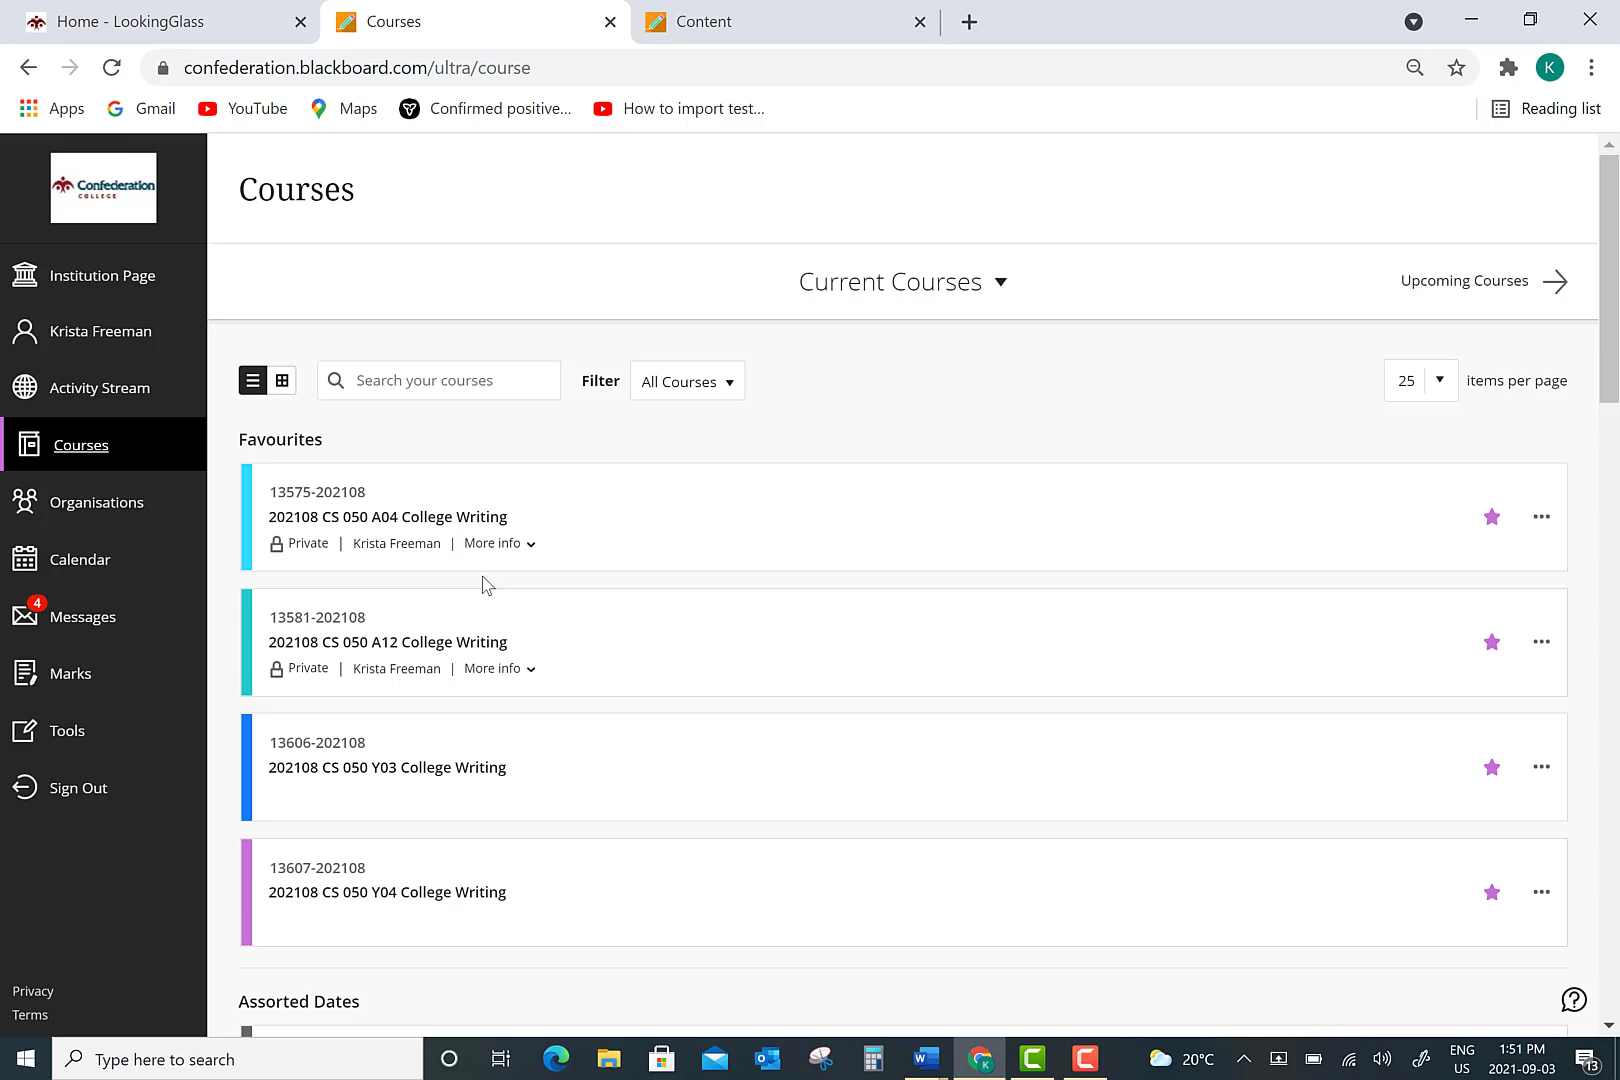 Home - LookingGlass
Courses
Content
confederation.blackboard.com/ultra/course
K
Apps
Gmail
YouTube
Maps
Confirmed positive...
How to import test...
Reading list
Confederation
COLLEGE
Institution Page
Krista Freeman
Activity Stream
Courses
Organisations
Calendar
4
Messages
Marks
Tools
Sign Out
Privacy
Terms
Courses
Current Courses
Upcoming Courses
Search your courses
Filter
All Courses
25
items per page
Favourites
13575-202108
202108 CS 050 A04 College Writing
Private | Krista Freeman | More info
13581-202108
202108 CS 050 A12 College Writing
Private | Krista Freeman | More info
13606-202108
202108 CS 050 Y03 College Writing
13607-202108
202108 CS 050 Y04 College Writing
Assorted Dates
Type here to search
20°C
ENG
US
1:51 PM
2021-09-03
13